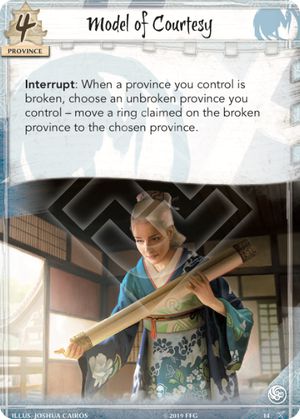 4
Model of Courtesy
PROVINCE
Interrupt: When a province you control is
broken, choose an unbroken province you
control – move a ring claimed on the broken
province to the chosen province.
ILLUS: JOSHUA CAIRÓS
© 2019 FFG
14